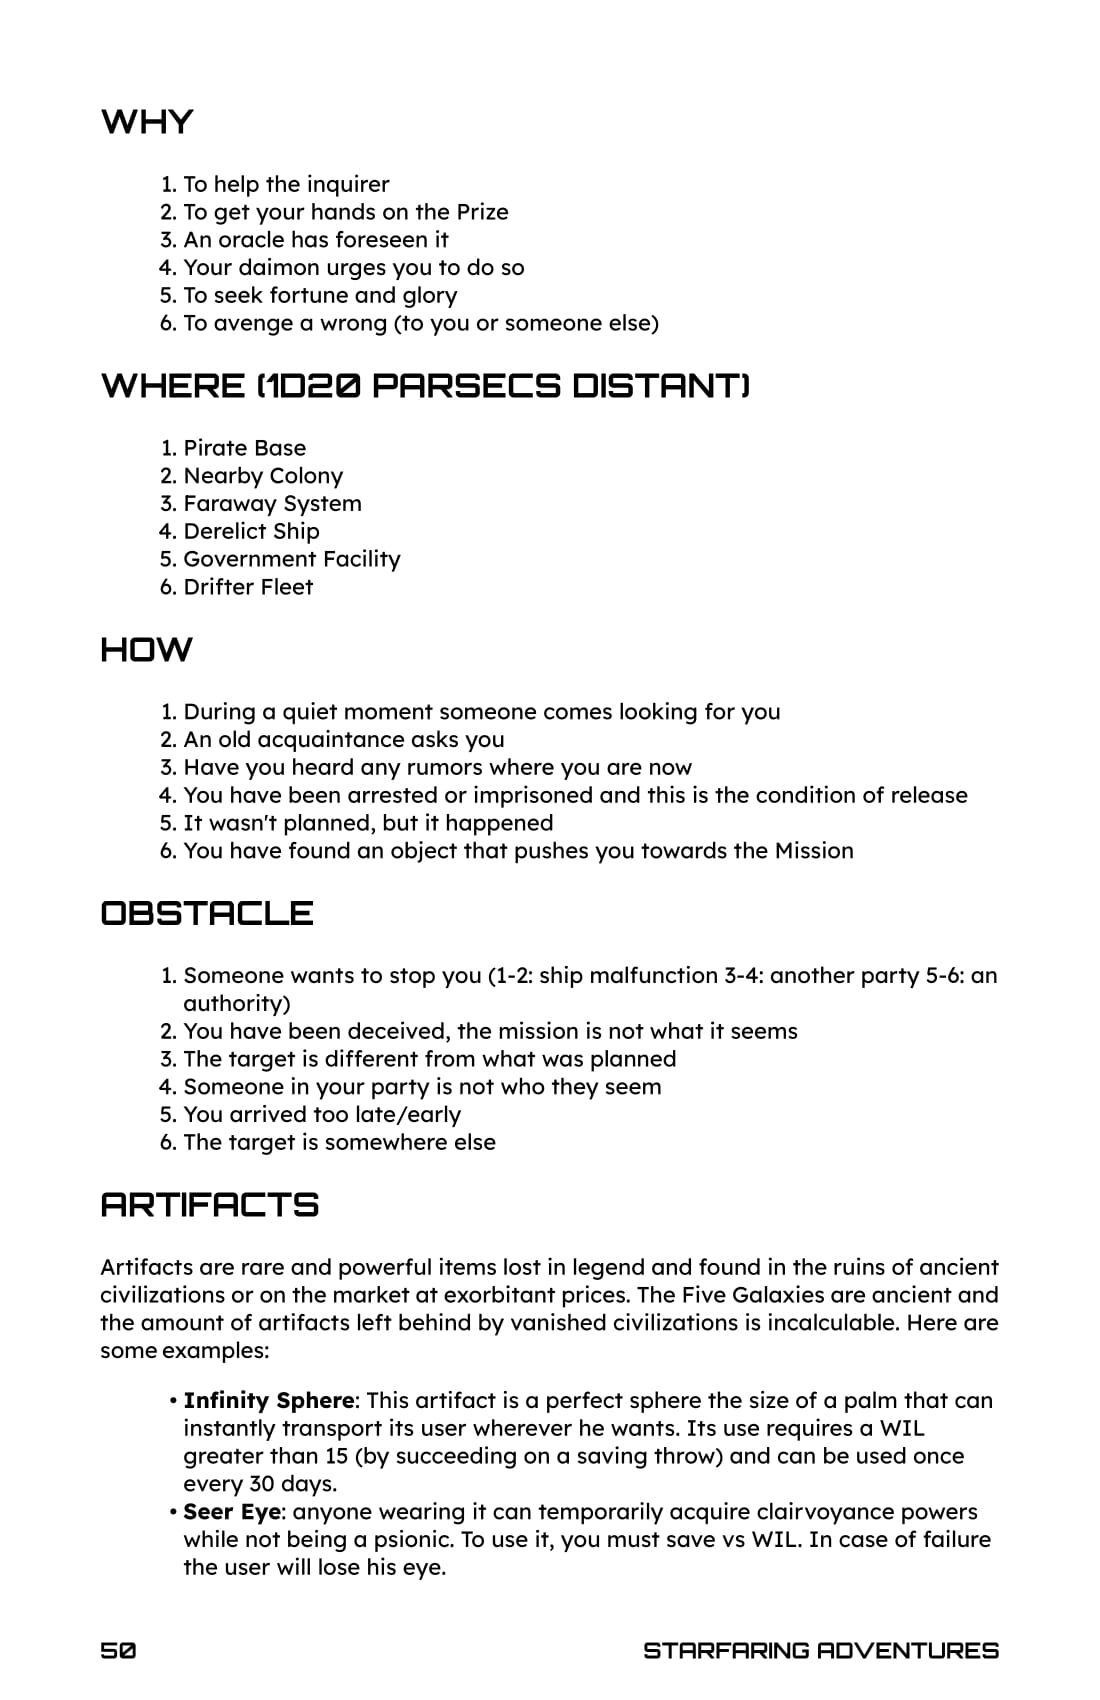 WHY
1. To help the inquirer
2. To get your hands on the Prize
3. An oracle has foreseen it
4. Your daimon urges you to do so
5. To seek fortune and glory
6. To avenge a wrong (to you or someone else)
WHERE (1D20 PARSECS DISTANT)
1. Pirate Base
2. Nearby Colony
3. Faraway System
4. Derelict Ship
5. Government Facility
6. Drifter Fleet
HOW
1. During a quiet moment someone comes looking for you
2. An old acquaintance asks you
3. Have you heard any rumors where you are now
4. You have been arrested or imprisoned and this is the condition of release
5. It wasn't planned, but it happened
6. You have found an object that pushes you towards the Mission
OBSTACLE
1. Someone wants to stop you (1-2: ship malfunction 3-4: another party 5-6: an
authority)
2. You have been deceived, the mission is not what it seems
3. The target is different from what was planned
4. Someone in your party is not who they seem
5. You arrived too late/early
6. The target is somewhere else
ARTIFACTS
Artifacts are rare and powerful items lost in legend and found in the ruins of ancient
civilizations or on the market at exorbitant prices. The Five Galaxies are ancient and
the amount of artifacts left behind by vanished civilizations is incalculable. Here are
some examples:
• Infinity Sphere: This artifact is a perfect sphere the size of a palm that can
instantly transport its user wherever he wants. Its use requires a WIL
greater than 15 (by succeeding on a saving throw) and can be used once
every 30 days.
• Seer Eye: anyone wearing it can temporarily acquire clairvoyance powers
while not being a psionic. To use it, you must save vs WIL. In case of failure
the user will lose his eye.
50 STARFARING ADVENTURES